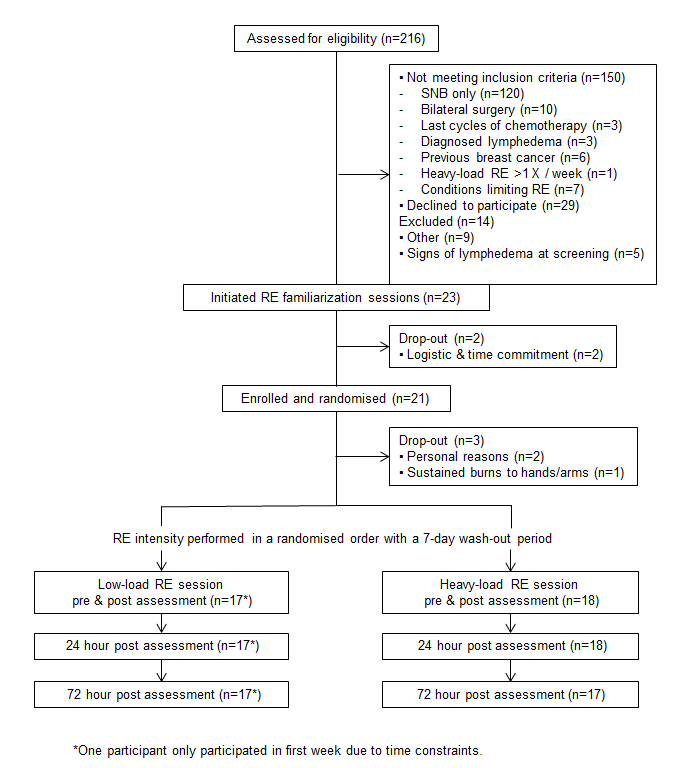 Assessed for eligibility (n=216)
▪ Not meeting inclusion criteria (n=150)
- SNB only (n=120)
- Bilateral surgery (n=10)
- Last cycles of chemotherapy (n=3)
- Diagnosed lymphedema (n=3)
- Previous breast cancer (n=6)
- Heavy-load RE >1 X / week (n=1)
- Conditions limiting RE (n=7)
▪ Declined to participate (n=29)
Excluded (n=14)
▪ Other (n=9)
▪ Signs of lymphedema at screening (n=5)
Initiated RE familiarization sessions (n=23)
Drop-out (n=2)
▪ Logistic & time commitment (n=2)
Enrolled and randomised (n=21)
Drop-out (n=3)
▪ Personal reasons (n=2)
▪ Sustained burns to hands/arms (n=1)
RE intensity performed in a randomised order with a 7-day wash-out period
Low-load RE session
pre & post assessment (n=17*)
Heavy-load RE session
pre & post assessment (n=18)
24 hour post assessment (n=17*)
24 hour post assessment (n=18)
72 hour post assessment (n=17*)
72 hour post assessment (n=17)
*One participant only participated in first week due to time constraints.